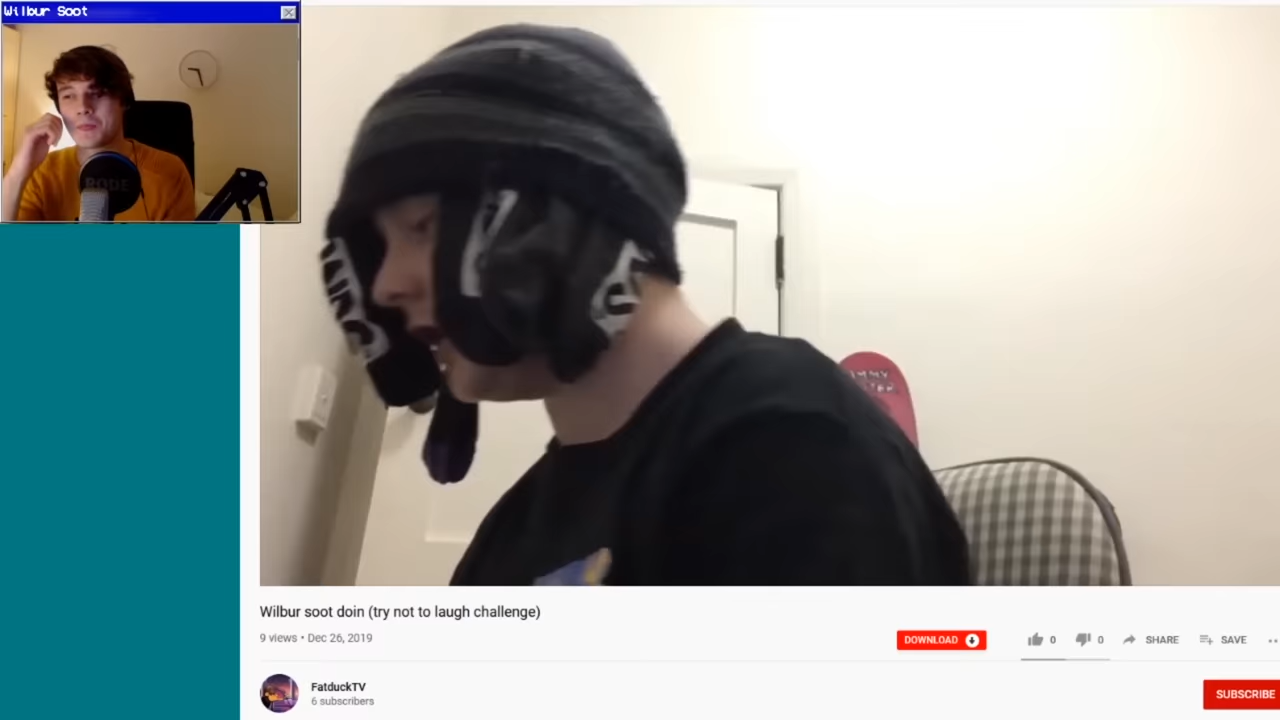 Wilbur Soot
RODE
Wilbur soot doin (try not to laugh challenge)
9 views • Dec 26, 2019
DOWNLOAD
0
0
SHARE
SAVE
FatduckTV
6 subscribers
SUBSCRIBE